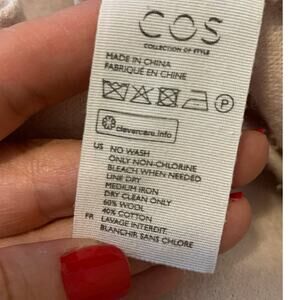 COS
COLLECTION OF STYLE
MADE IN CHINA
FABRIQUÉ EN CHINE
P
clevercare.info
US NO WASH
ONLY NON-CHLORINE
BLEACH WHEN NEEDED
LINE DRY
MEDIUM IRON
DRY CLEAN ONLY
60% WOOL
40% COTTON
FR LAVAGE INTERDIT.
BLANCHIR SANS CHLORE